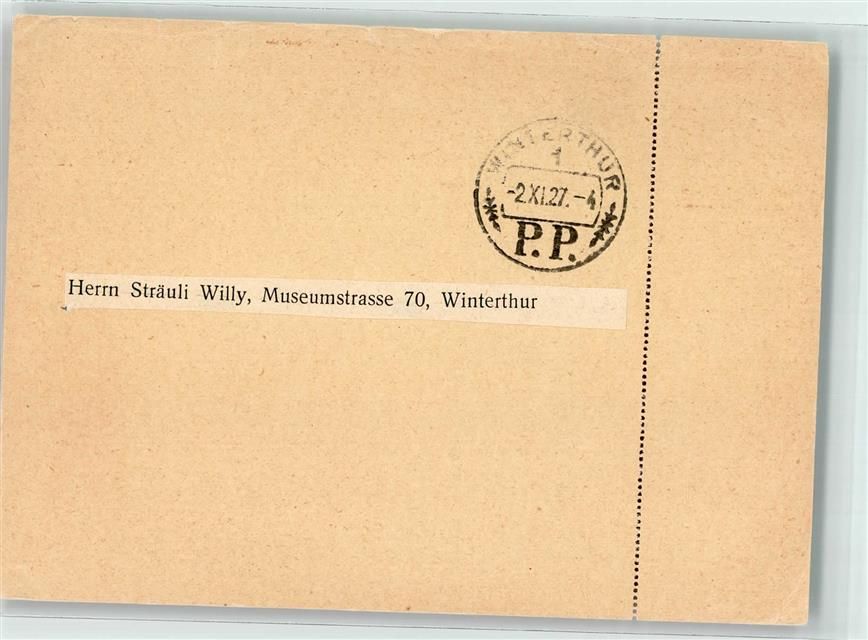 WINTERTHUR
1
-2.XI.27.-4
P.P.
Herrn Sträuli Willy, Museumstrasse 70, Winterthur